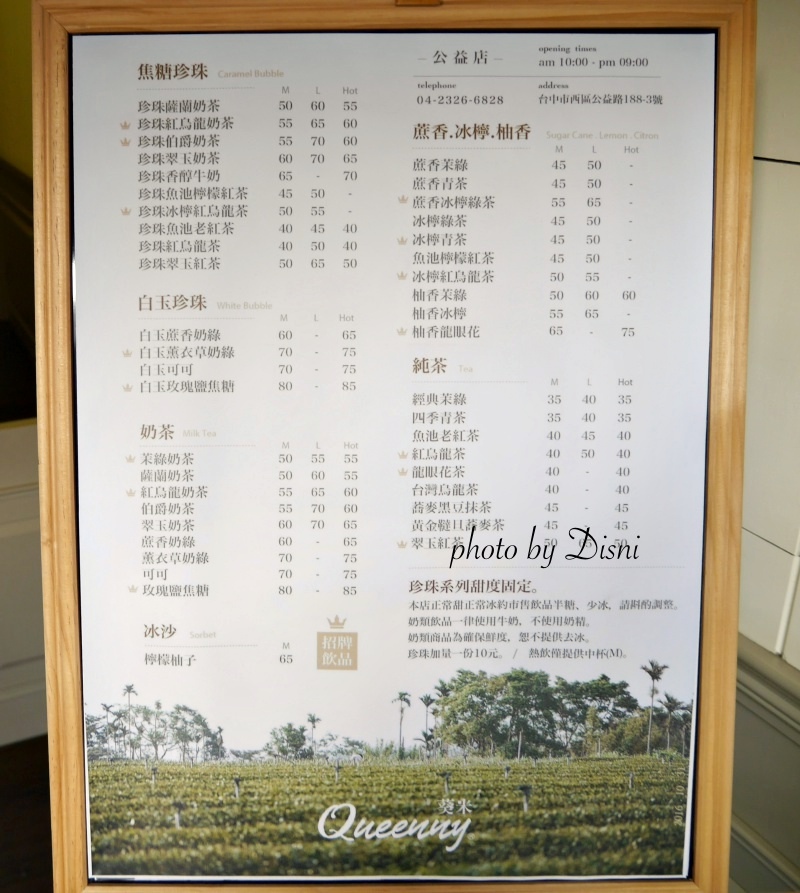 焦糖珍珠 Caramel Bubble
M L Hot
珍珠薩蘭奶茶 50 60 55
珍珠紅烏龍奶茶 55 65 60
珍珠伯爵奶茶 55 70 60
珍珠翠玉奶茶 60 70 65
珍珠香醇牛奶 65 - 70
珍珠魚池檸檬紅茶 45 50 -
珍珠冰檸紅烏龍茶 50 55 -
珍珠魚池老紅茶 40 45 40
珍珠紅烏龍茶 40 50 40
珍珠翠玉紅茶 50 65 50
白玉珍珠 White Bubble
M L Hot
白玉蔗香奶綠 60 - 65
白玉薰衣草奶綠 70 - 75
白玉可可 70 - 75
白玉玫瑰鹽焦糖 80 - 85
奶茶 Milk Tea
M L Hot
茉綠奶茶 50 55 55
薩蘭奶茶 50 60 55
紅烏龍奶茶 55 65 60
伯爵奶茶 55 70 60
翠玉奶茶 60 70 65
蔗香奶綠 60 - 65
薰衣草奶綠 70 - 75
可可 70 - 75
玫瑰鹽焦糖 80 - 85
冰沙 Sorbet
M
檸檬柚子 65
招牌
飲品
– 公益店 –
opening times
am 10:00 - pm 09:00
telephone
04-2326-6828
address
台中市西區公益路188-3號
蔗香.冰檸.柚香 Sugar Cane . Lemon . Citron
M L Hot
蔗香茉綠 45 50 -
蔗香青茶 45 50 -
蔗香冰檸綠茶 55 65 -
冰檸綠茶 45 50 -
冰檸青茶 45 50 -
魚池檸檬紅茶 45 50 -
冰檸紅烏龍茶 50 55 -
柚香茉綠 50 60 60
柚香冰檸 55 65 -
柚香龍眼花 65 - 75
純茶 Tea
M L Hot
經典茉綠 35 40 35
四季青茶 35 40 35
魚池老紅茶 40 45 40
紅烏龍茶 40 50 40
龍眼花茶 40 - 40
台灣烏龍茶 40 - 40
蕎麥黑豆抹茶 45 - 45
黃金韃靼蕎麥茶 45 - 45
翠玉紅茶 50 65 50
photo by Disni
珍珠系列甜度固定。
本店正常甜正常冰約市售飲品半糖、少冰，請斟酌調整。
奶類飲品一律使用牛奶，不使用奶精。
奶類商品為確保鮮度，恕不提供去冰。
珍珠加量一份10元。 / 熱飲僅提供中杯(M)。
葵米
Queenny